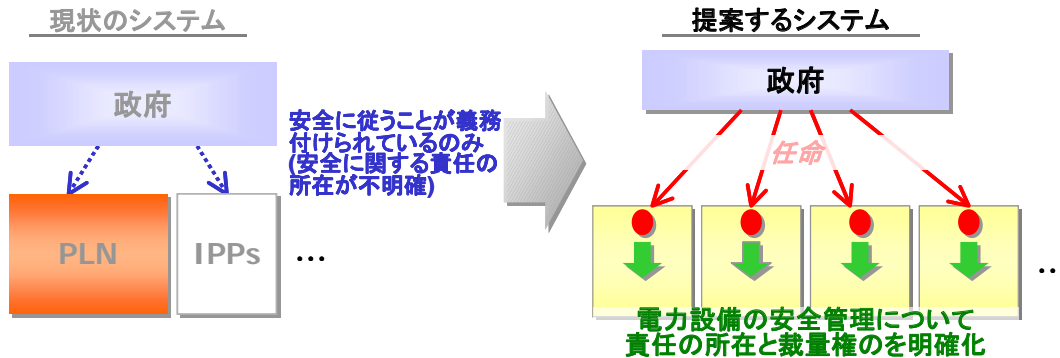 現状のシステム
政府
安全に従うことが義務
付けられているのみ
(安全に関する責任の
所在が不明確)
PLN
IPPs
...
提案するシステム
政府
任命
..
電力設備の安全管理について
責任の所在と裁量権のを明確化